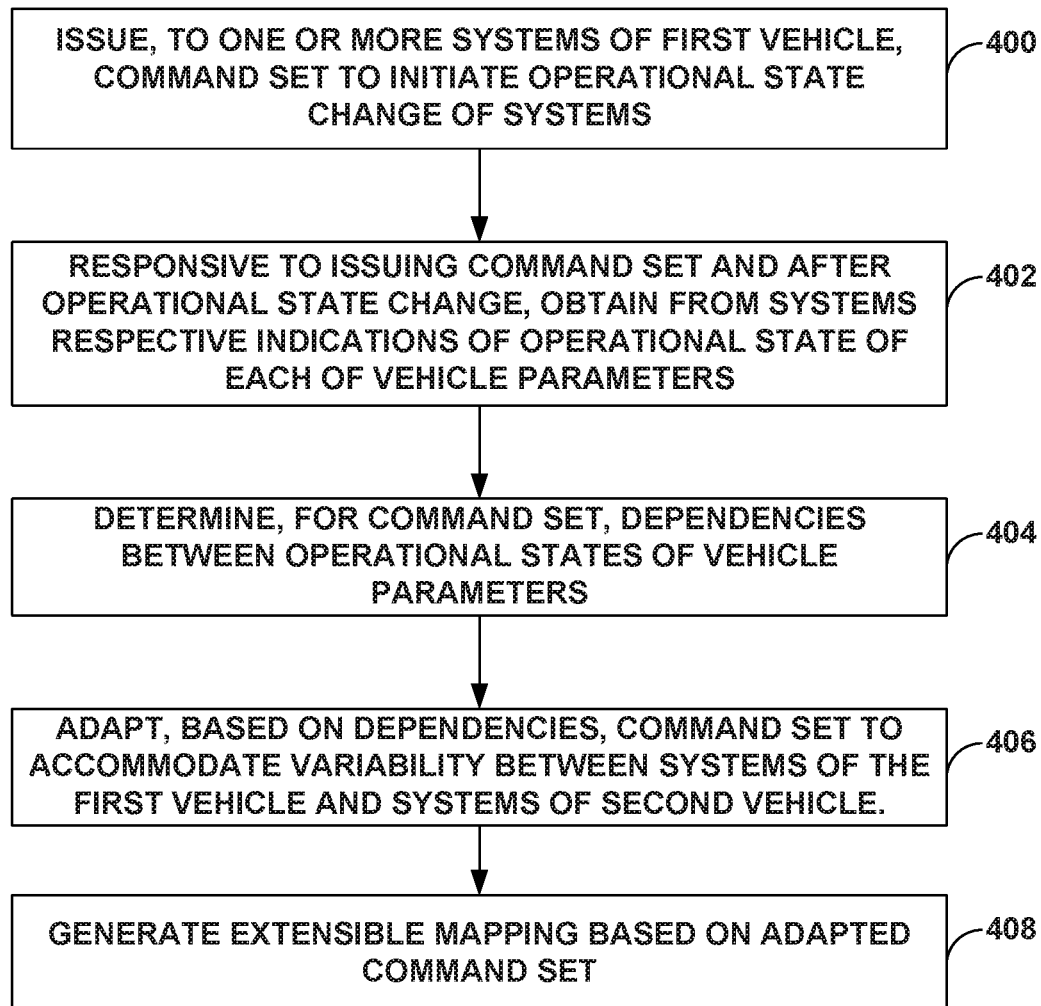 ISSUE, TO ONE OR MORE SYSTEMS OF FIRST VEHICLE,
COMMAND SET TO INITIATE OPERATIONAL STATE
CHANGE OF SYSTEMS
400
RESPONSIVE TO ISSUING COMMAND SET AND AFTER
OPERATIONAL STATE CHANGE, OBTAIN FROM SYSTEMS
RESPECTIVE INDICATIONS OF OPERATIONAL STATE OF
EACH OF VEHICLE PARAMETERS
402
DETERMINE, FOR COMMAND SET, DEPENDENCIES
BETWEEN OPERATIONAL STATES OF VEHICLE
PARAMETERS
404
ADAPT, BASED ON DEPENDENCIES, COMMAND SET TO
ACCOMMODATE VARIABILITY BETWEEN SYSTEMS OF THE
FIRST VEHICLE AND SYSTEMS OF SECOND VEHICLE.
406
GENERATE EXTENSIBLE MAPPING BASED ON ADAPTED
COMMAND SET
408